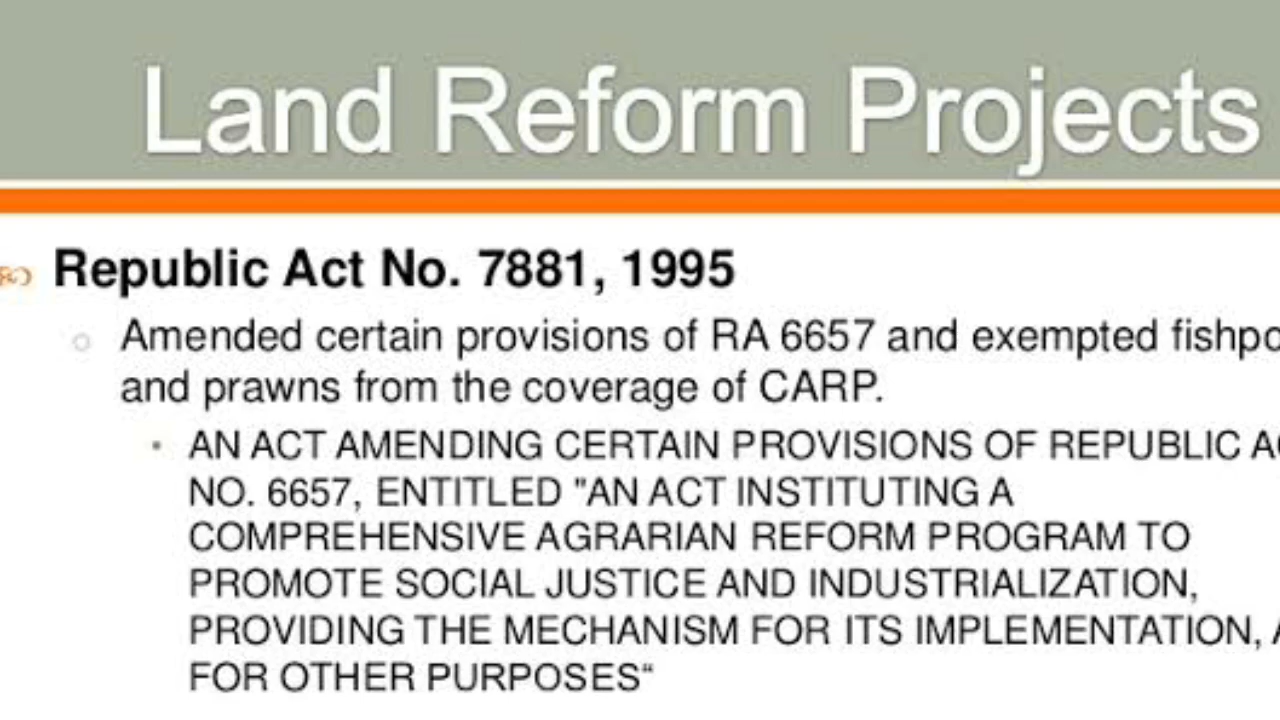 Land Reform Projects
Republic Act No. 7881, 1995
Amended certain provisions of RA 6657 and exempted
and prawns from the coverage of CARP.
AN ACT AMENDING CERTAIN PROVISIONS OF REPUBLIC
NO. 6657, ENTITLED "AN ACT INSTITUTING A
COMPREHENSIVE AGRARIAN REFORM PROGRAM TO
PROMOTE SOCIAL JUSTICE AND INDUSTRIALIZATION,
PROVIDING THE MECHANISM FOR ITS IMPLEMENTATION,
FOR OTHER PURPOSES“